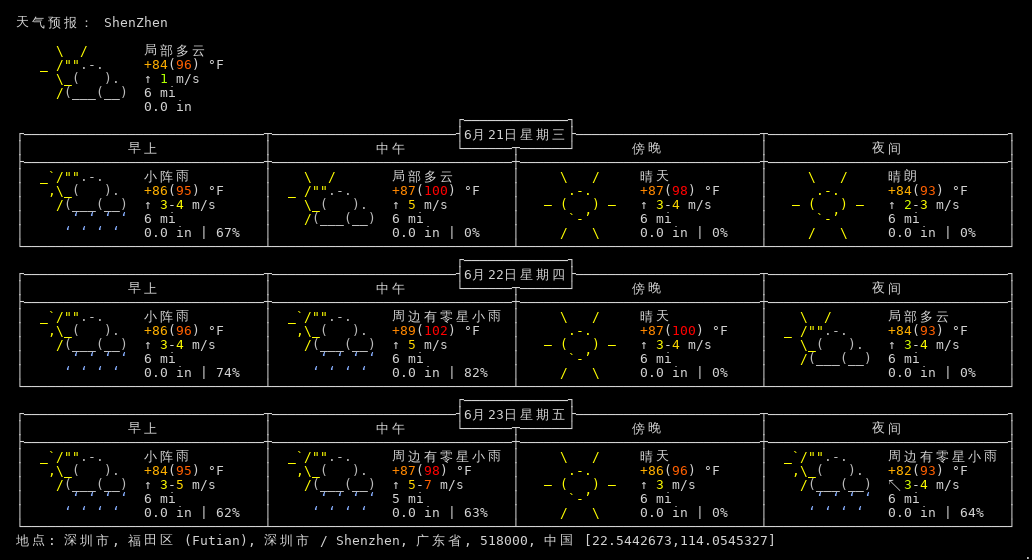 天气预报： ShenZhen
局部多云
+84(96) °F
↑ 1 m/s
6 mi
0.0 in
6月21日星期三
早上 中午 傍晚 夜间
小阵雨 局部多云 晴天 晴朗
+86(95) °F +87(100) °F +87(98) °F +84(93) °F
↑ 3-4 m/s ↑ 5 m/s ↑ 3-4 m/s ↑ 2-3 m/s
6 mi 6 mi 6 mi 6 mi
0.0 in | 67% 0.0 in | 0% 0.0 in | 0% 0.0 in | 0%
6月22日星期四
早上 中午 傍晚 夜间
小阵雨 周边有零星小雨 晴天 局部多云
+86(96) °F +89(102) °F +87(100) °F +84(93) °F
↑ 3-4 m/s ↑ 5 m/s ↑ 3-4 m/s ↑ 3-4 m/s
6 mi 6 mi 6 mi 6 mi
0.0 in | 74% 0.0 in | 82% 0.0 in | 0% 0.0 in | 0%
6月23日星期五
早上 中午 傍晚 夜间
小阵雨 周边有零星小雨 晴天 周边有零星小雨
+84(95) °F +87(98) °F +86(96) °F +82(93) °F
↑ 3-5 m/s ↑ 5-7 m/s ↑ 3 m/s ↖ 3-4 m/s
6 mi 5 mi 6 mi 6 mi
0.0 in | 62% 0.0 in | 63% 0.0 in | 0% 0.0 in | 64%
地点: 深圳市, 福田区 (Futian), 深圳市 / Shenzhen, 广东省, 518000, 中国 [22.5442673,114.0545327]